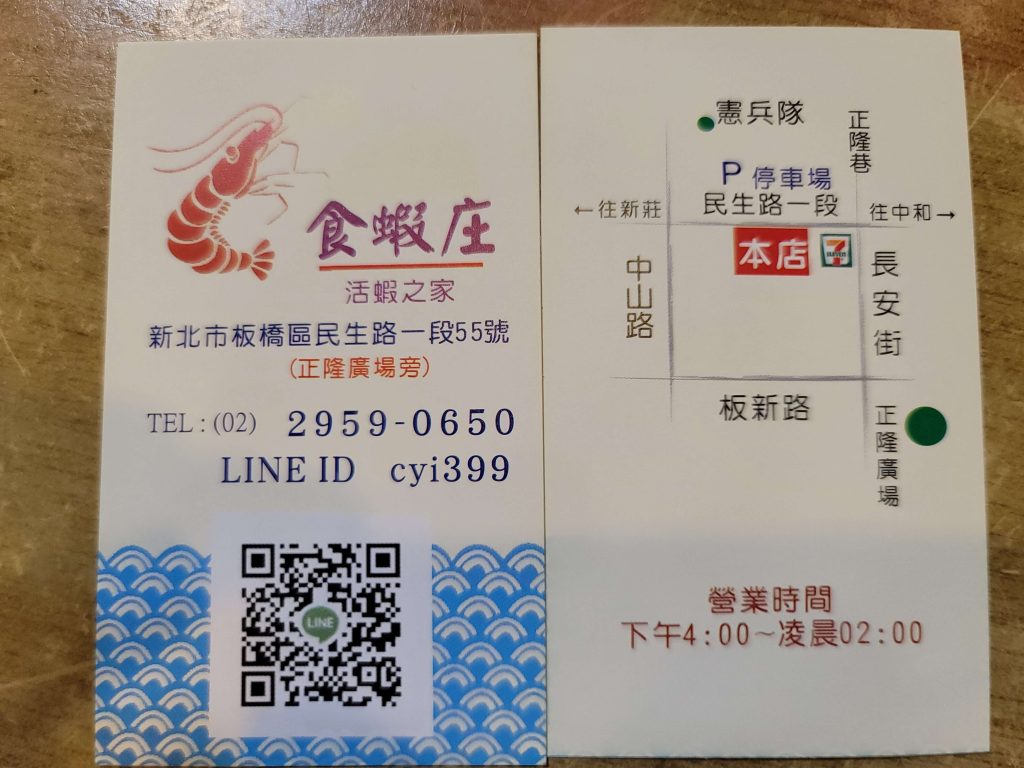 食蝦庄
活蝦之家
新北市板橋區民生路一段55號
(正隆廣場旁)
TEL:(02) 2959-0650
LINE ID cyi399
LINE
憲兵隊
正隆巷
P 停車場
民生路一段
←往新莊
往中和→
本店
7
ELEVEN
中山路
長安街
板新路
正隆廣場
營業時間
下午4:00~凌晨02:00